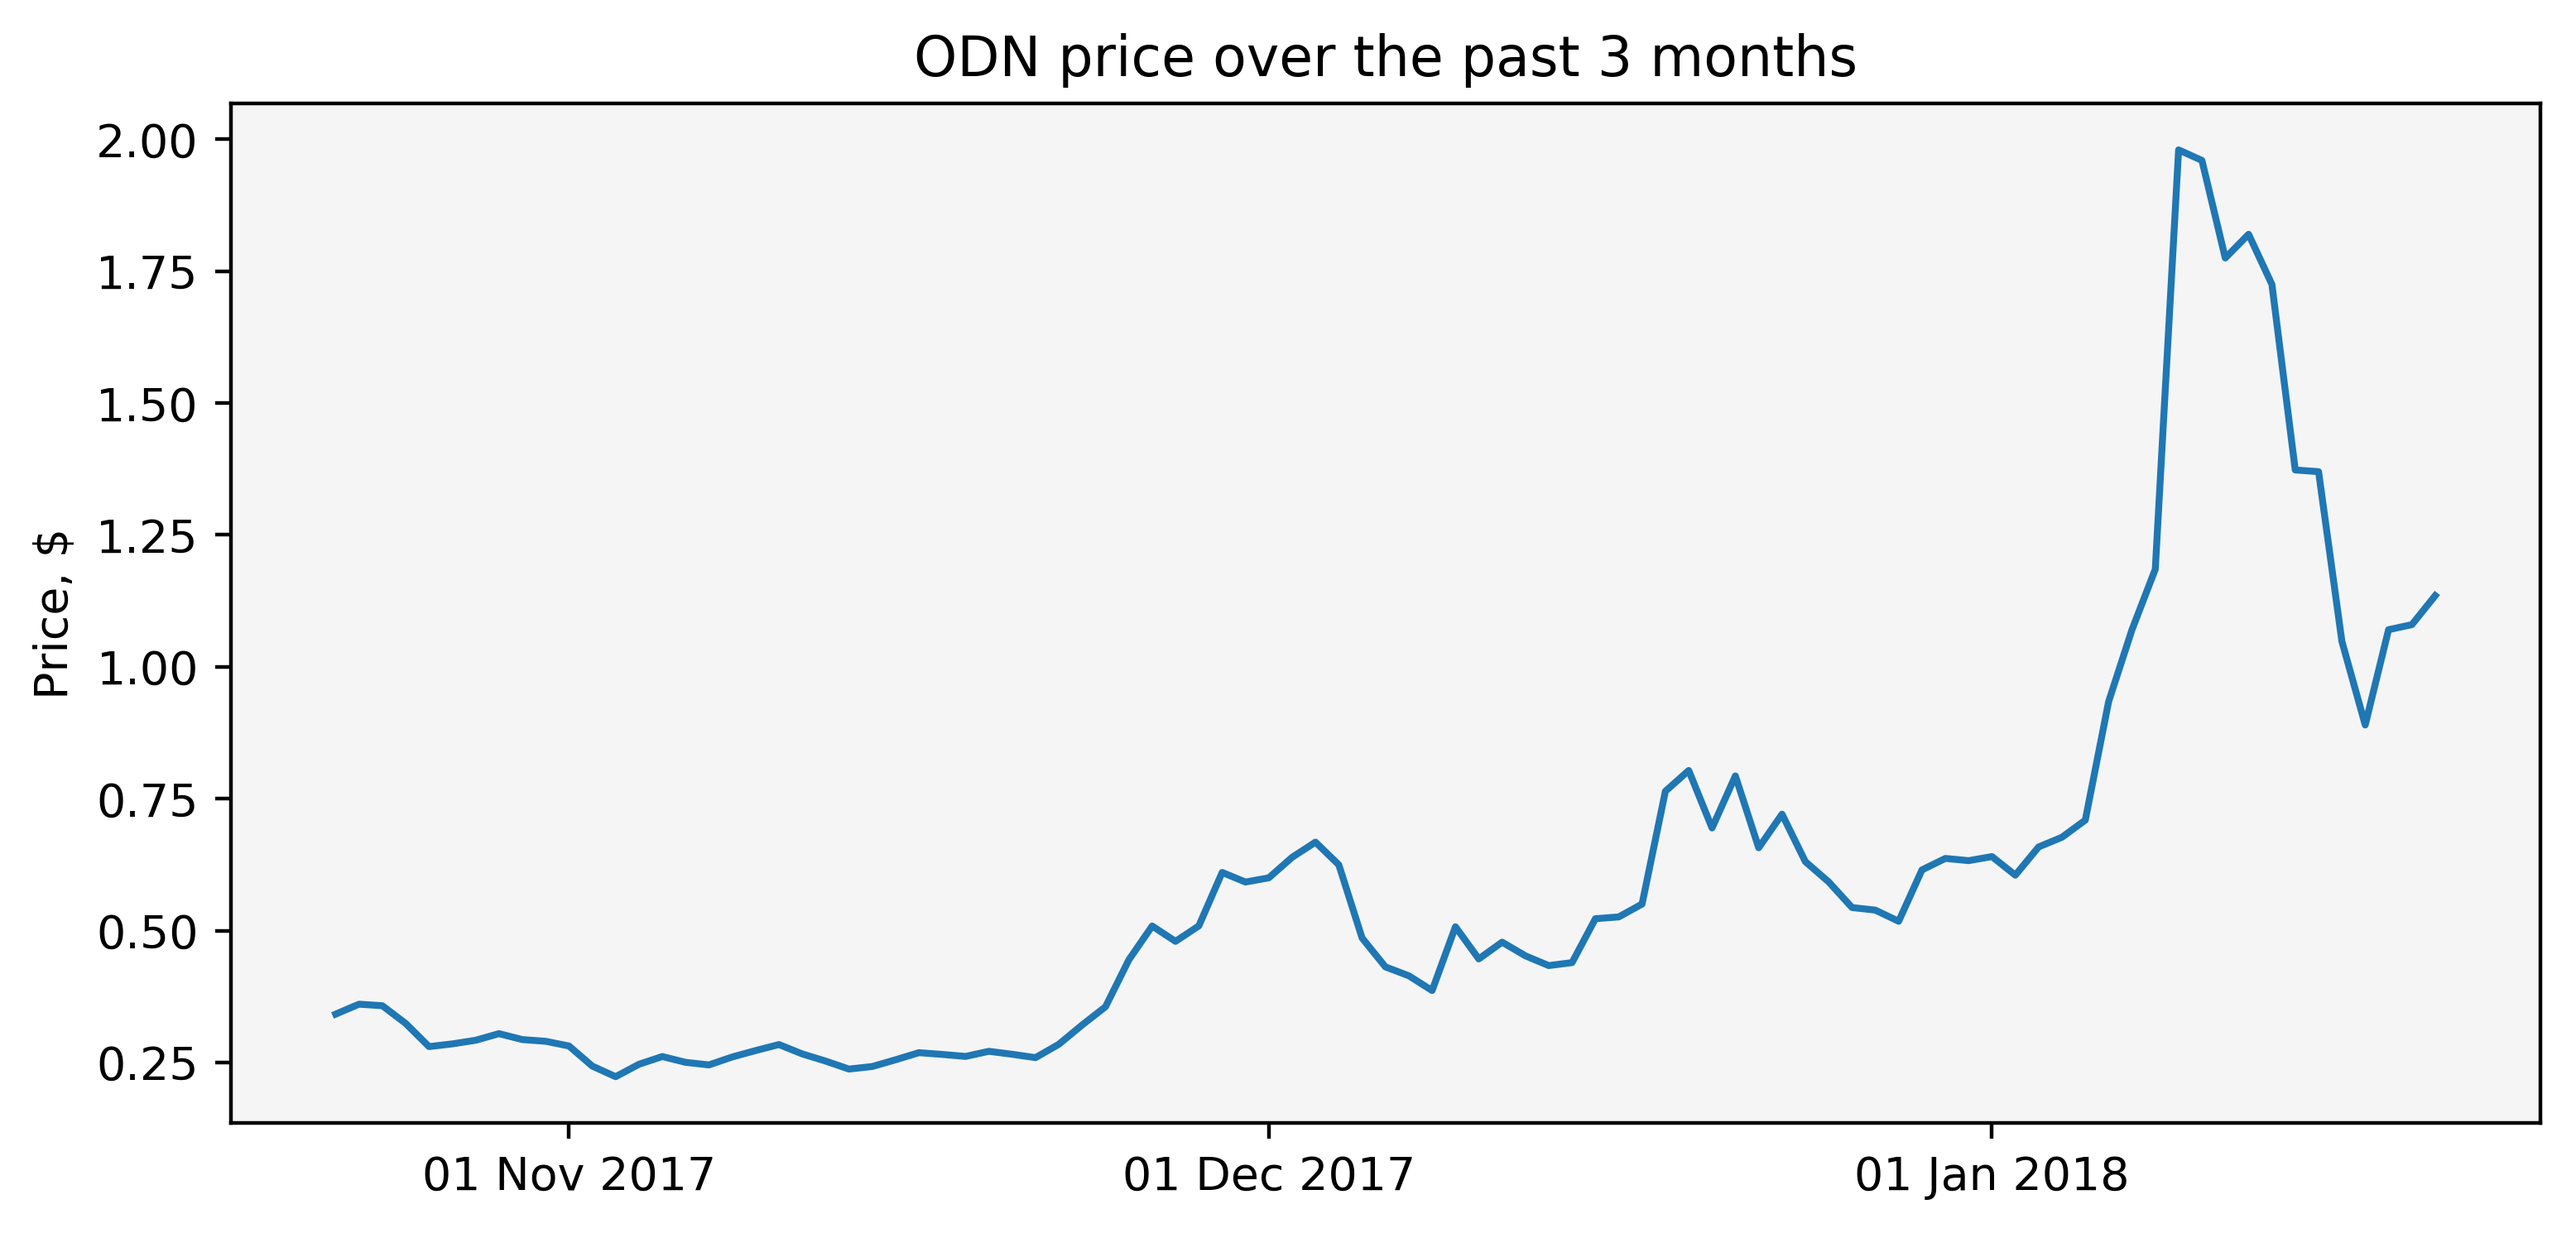 ODN price over the past 3 months
Price, $
2.00
1.75
1.50
1.25
1.00
0.75
0.50
0.25
01 Nov 2017
01 Dec 2017
01 Jan 2018